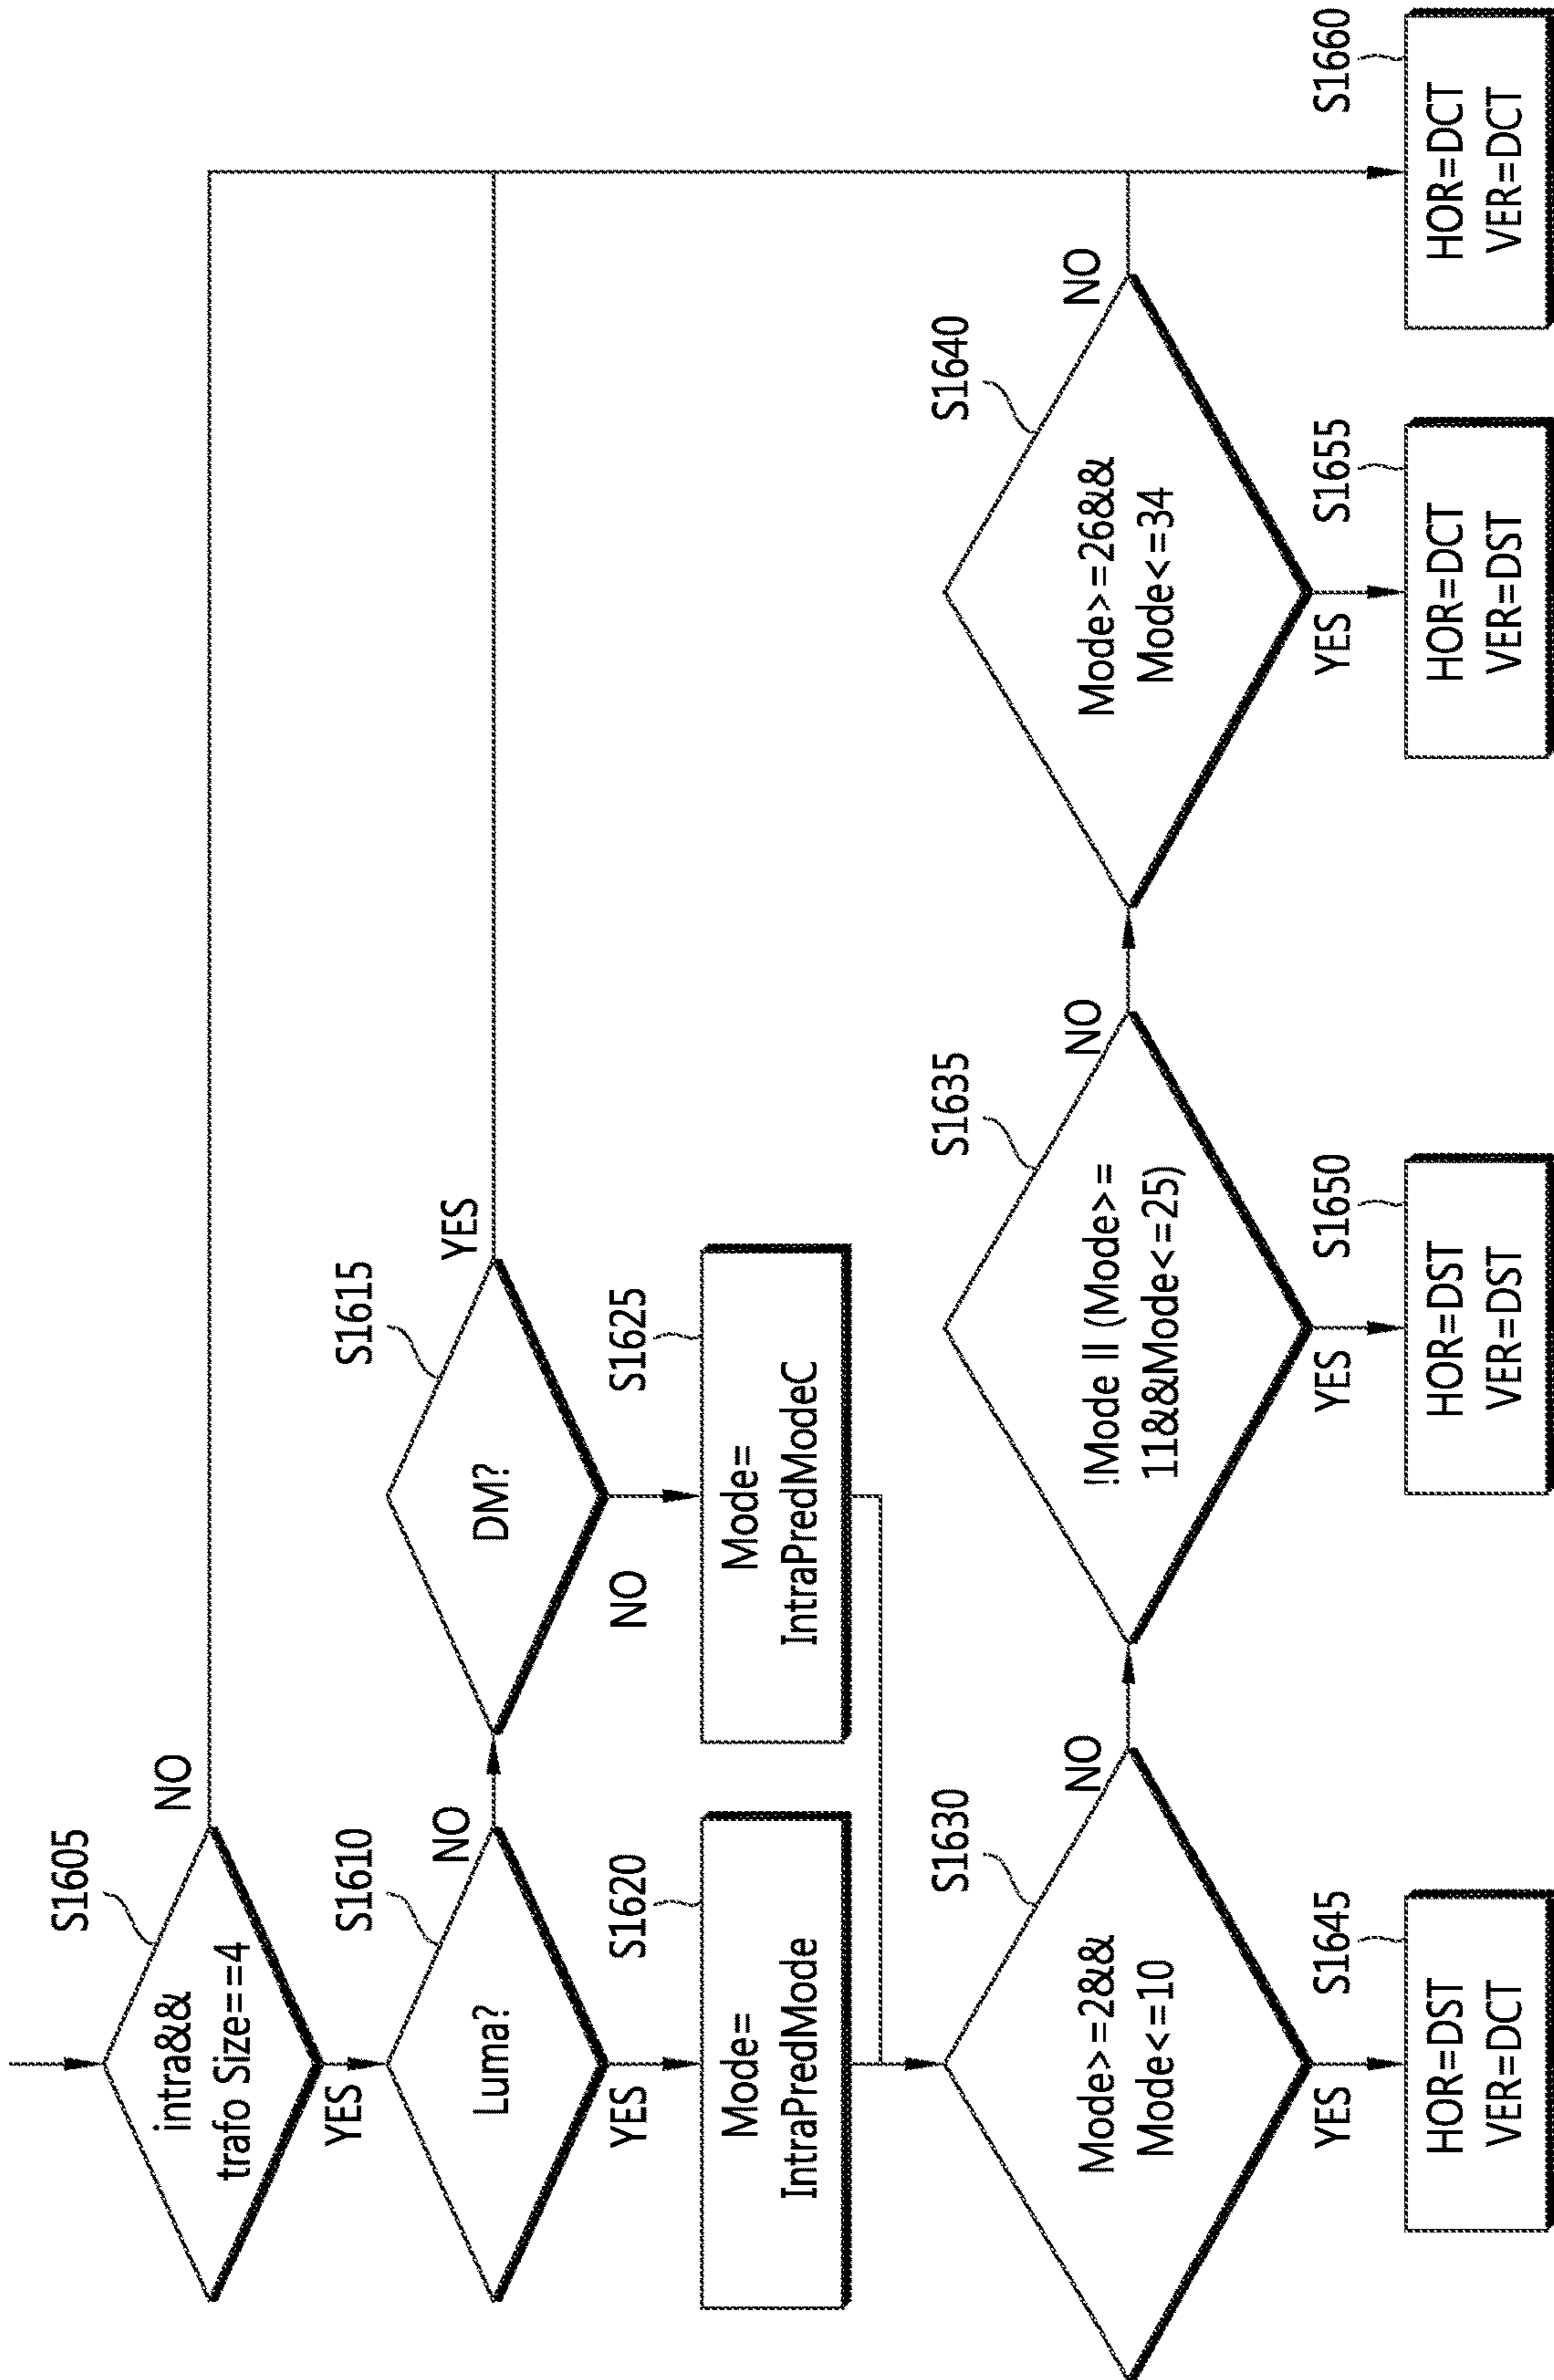 S1605
intra&&
trafo Size==4
NO
YES
S1610
Luma?
NO
YES
S1615
DM?
YES
NO
S1620
Mode=
IntraPredMode
S1625
Mode=
IntraPredModeC
S1630
Mode>=2&&
Mode<=10
NO
YES
S1635
!Mode II (Mode>=
11&&Mode<=25)
NO
YES
S1640
Mode>=26&&
Mode<=34
NO
YES
S1645
HOR=DST
VER=DCT
S1650
HOR=DST
VER=DST
S1655
HOR=DCT
VER=DST
S1660
HOR=DCT
VER=DCT